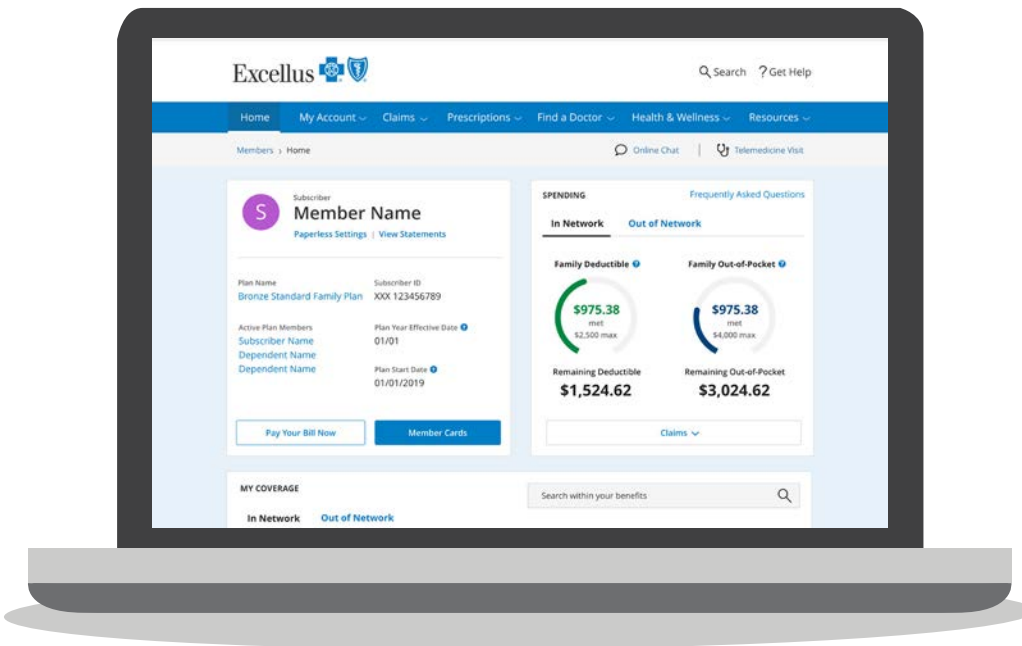 Excellus
Search ? Get Help
Home My Account Claims Prescriptions Find a Doctor Health & Wellness Resources
Members › Home
Online Chat | Telemedicine Visit
S
Subscriber
Member Name
Paperless Settings | View Statements
Plan Name
Bronze Standard Family Plan
Subscriber ID
XXX 123456789
Active Plan Members
Subscriber Name
Dependent Name
Dependent Name
Plan Year Effective Date ?
01/01
Plan Start Date ?
01/01/2019
Pay Your Bill Now
Member Cards
SPENDING
Frequently Asked Questions
In Network Out of Network
Family Deductible ?
$975.38
met
$2,500 max
Remaining Deductible
$1,524.62
Family Out-of-Pocket ?
$975.38
met
$4,000 max
Remaining Out-of-Pocket
$3,024.62
Claims
MY COVERAGE
Search within your benefits
In Network Out of Network